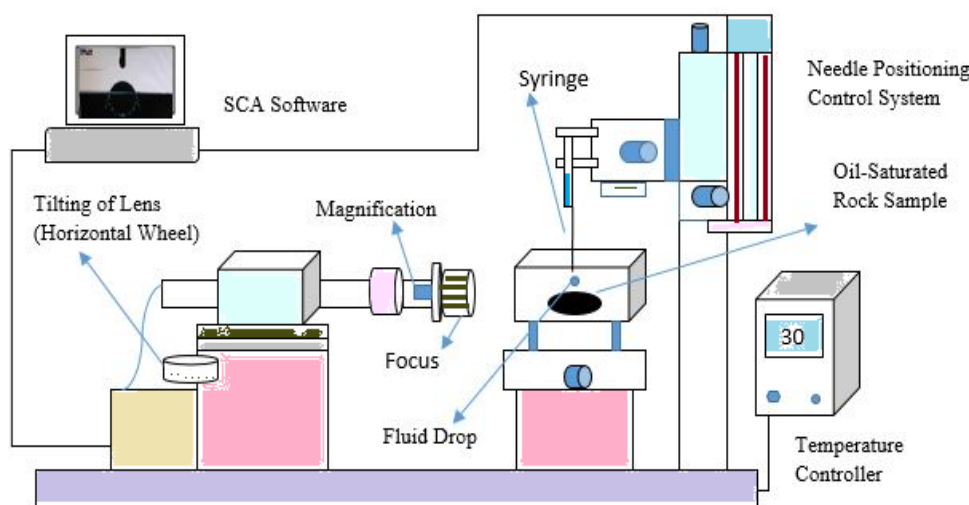 SCA Software
Syringe
Needle Positioning
Control System
Oil-Saturated
Rock Sample
Tilting of Lens
(Horizontal Wheel)
Magnification
Focus
30
Fluid Drop
Temperature
Controller